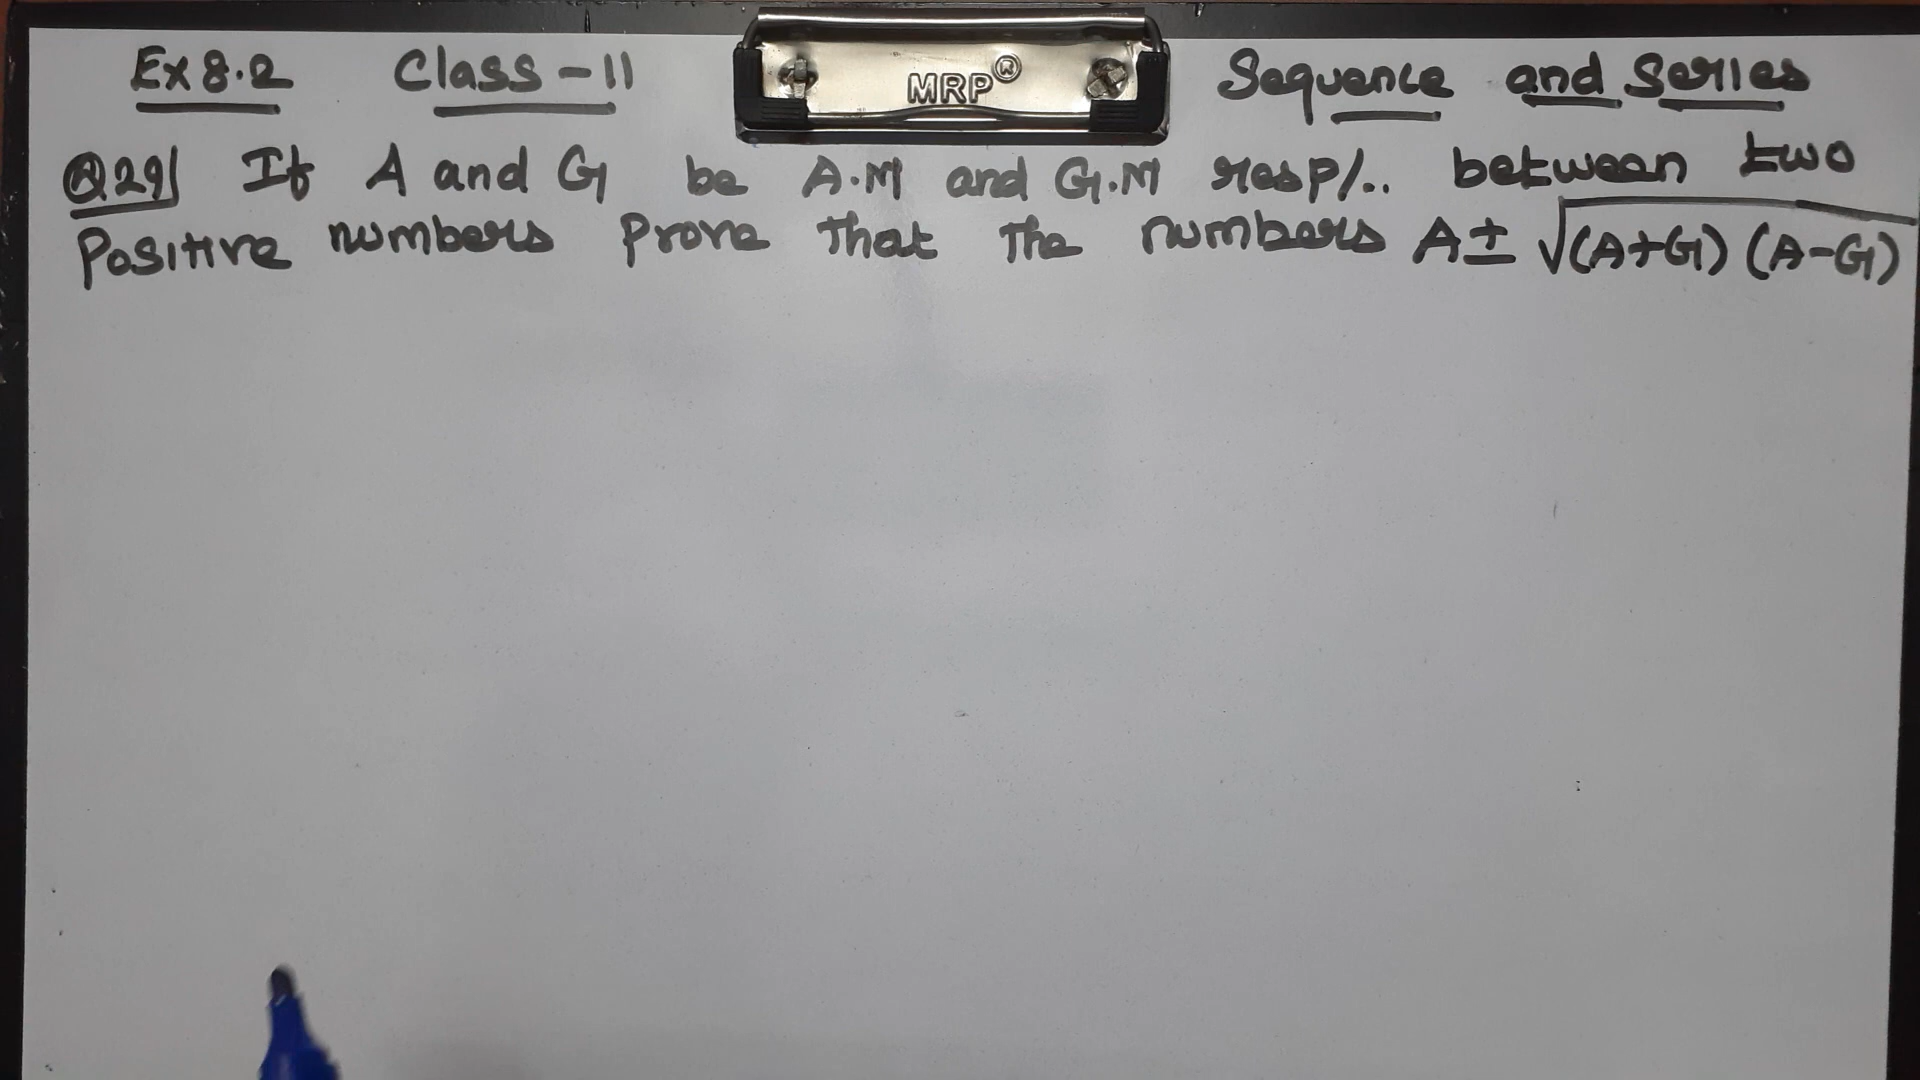 Ex 8.2 Class - 11 MRP® Sequence and Series
Q29| If A and G be A.M and G.M resp/.. between two
Positive numbers Prove that the numbers A ± √(A+G) (A-G)